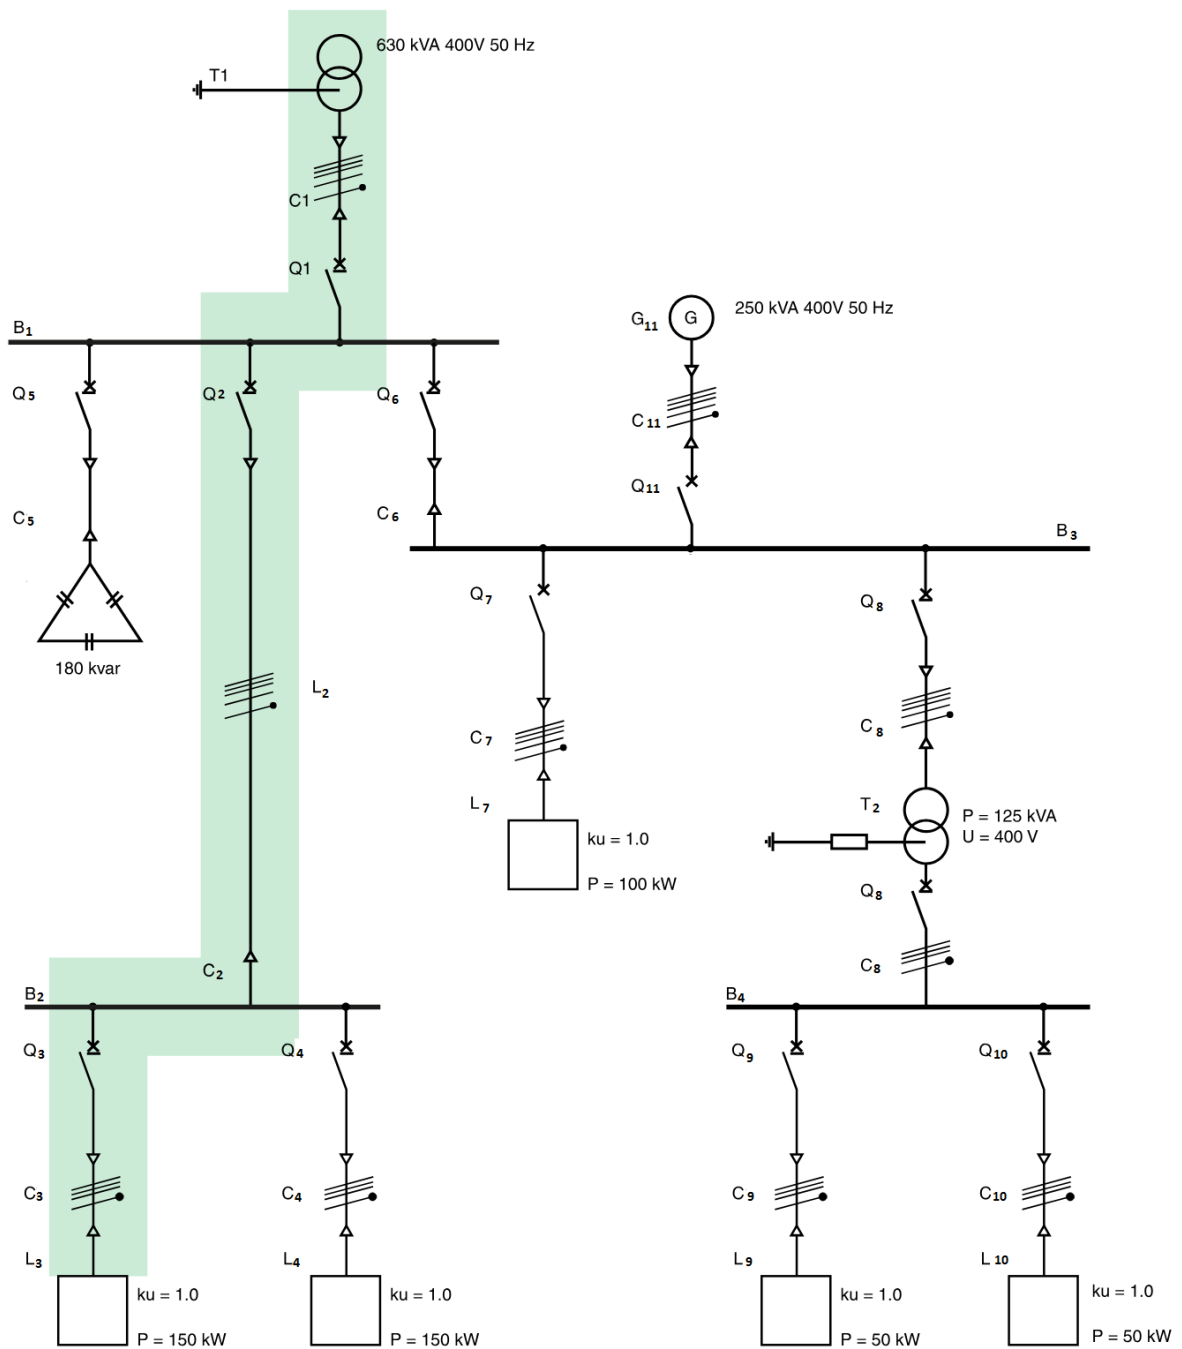 630 kVA 400V 50 Hz
T1
C1
Q1
B1
G11
G
250 kVA 400V 50 Hz
Q5
Q2
Q6
C11
Q11
C5
C6
B3
180 kvar
Q7
Q8
L2
C7
C8
L7
T2
P = 125 kVA
U = 400 V
ku = 1.0
P = 100 kW
Q8
C8
C2
B2
B4
Q3
Q4
Q9
Q10
C3
C4
C9
C10
L3
L4
L9
L10
ku = 1.0
P = 150 kW
ku = 1.0
P = 150 kW
ku = 1.0
P = 50 kW
ku = 1.0
P = 50 kW